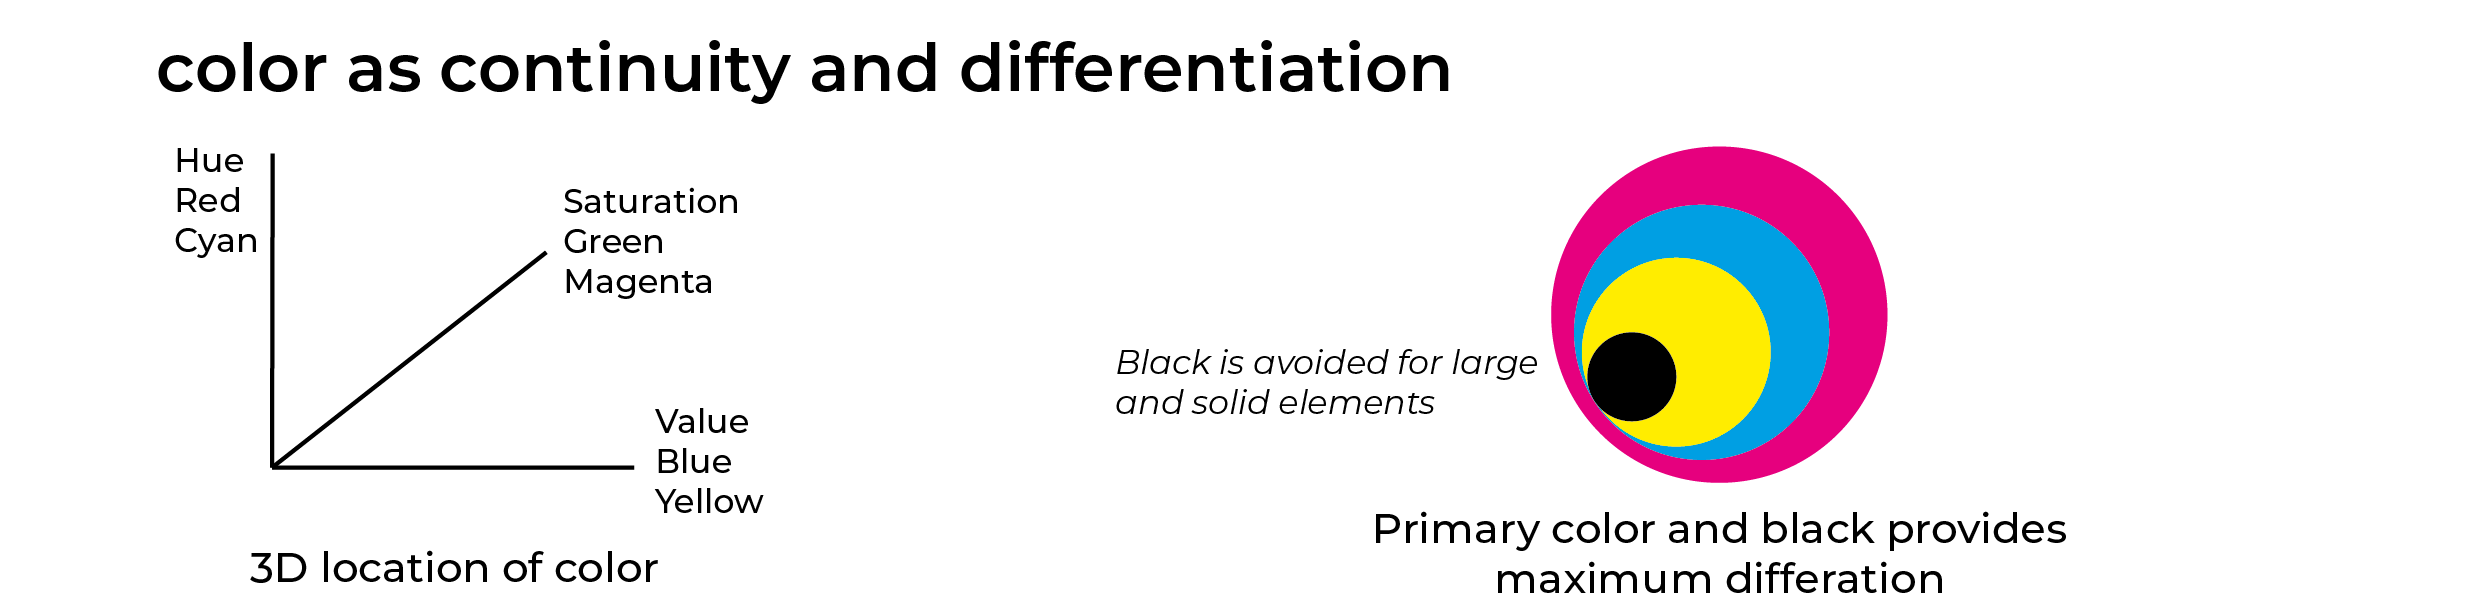 color as continuity and differentiation
Hue
Red
Cyan
Saturation
Green
Magenta
Value
Blue
Yellow
3D location of color
Black is avoided for large
and solid elements
Primary color and black provides
maximum differation